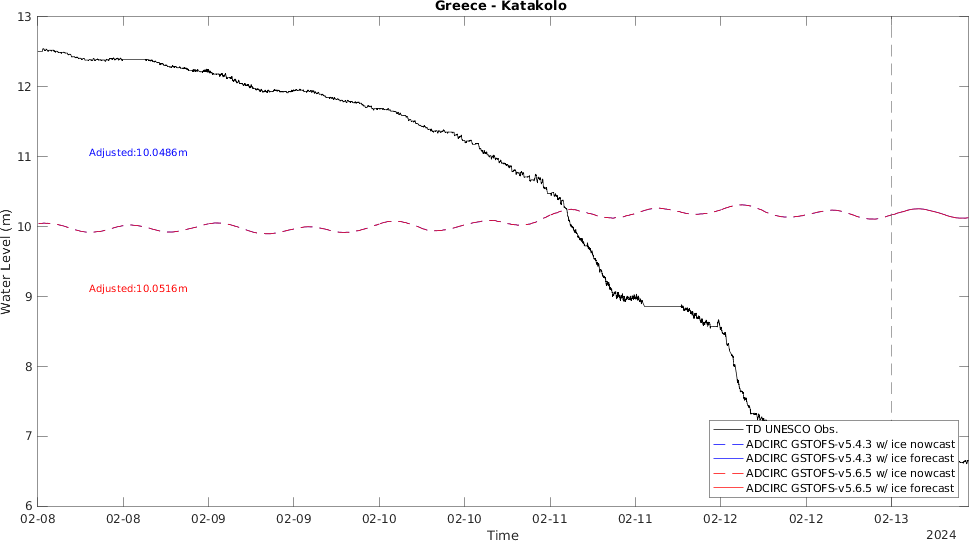 Greece - Katakolo
13
12
11
10
9
8
7
6
Water Level (m)
Adjusted:10.0486m
Adjusted:10.0516m
TD UNESCO Obs.
ADCIRC GSTOFS-v5.4.3 w/ ice nowcast
ADCIRC GSTOFS-v5.4.3 w/ ice forecast
ADCIRC GSTOFS-v5.6.5 w/ ice nowcast
ADCIRC GSTOFS-v5.6.5 w/ ice forecast
02-08 02-08 02-09 02-09 02-10 02-10 02-11 02-11 02-12 02-12 02-13
Time
2024